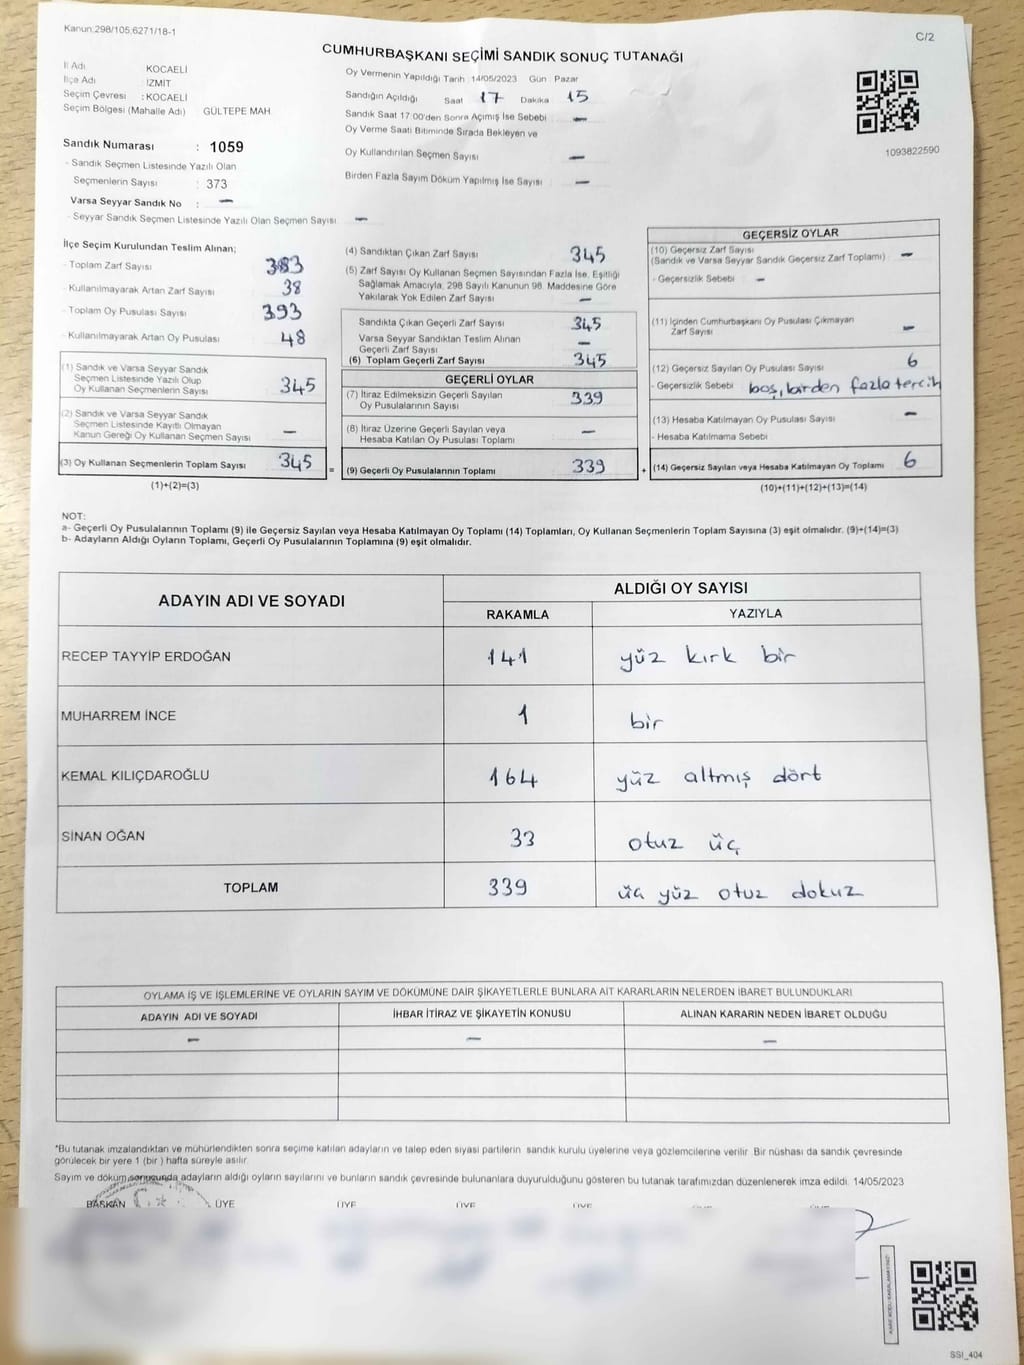 Kanun:298/105;6271/18-1
C/2
CUMHURBAŞKANI SEÇİMİ SANDIK SONUÇ TUTANAĞI
İl Adı KOCAELİ
İlçe Adı İZMİT
Seçim Çevresi : KOCAELİ
Seçim Bölgesi (Mahalle Adı) GÜLTEPE MAH
Sandık Numarası : 1059
- Sandık Seçmen Listesinde Yazılı Olan
Seçmenlerin Sayısı : 373
Varsa Seyyar Sandık No : -
- Seyyar Sandık Seçmen Listesinde Yazılı Olan Seçmen Sayısı -
Oy Vermenin Yapıldığı Tarih 14/05/2023 Gün Pazar
Sandığın Açıldığı Saat 17 Dakika 15
Sandık Saat 17:00'den Sonra Açımış İse Sebebi -
Oy Verme Saati Bitiminde Sırada Bekleyen ve
Oy Kullandırılan Seçmen Sayısı -
Birden Fazla Sayım Döküm Yapılmış İse Sayısı -
1093822590
İlçe Seçim Kurulundan Teslim Alınan;
- Toplam Zarf Sayısı 383
- Kullanılmayarak Artan Zarf Sayısı 38
- Toplam Oy Pusulası Sayısı 393
- Kullanılmayarak Artan Oy Pusulası 48
(1) Sandık ve Varsa Seyyar Sandık
Seçmen Listesinde Yazılı Olup
Oy Kullanan Seçmenlerin Sayısı 345
(2) Sandık ve Varsa Seyyar Sandık
Seçmen Listesinde Kayıtlı Olmayan
Kanun Gereği Oy Kullanan Seçmen Sayısı -
(3) Oy Kullanan Seçmenlerin Toplam Sayısı 345 =
(1)+(2)=(3)
(4) Sandıktan Çıkan Zarf Sayısı 345
(5) Zarf Sayısı Oy Kullanan Seçmen Sayısından Fazla İse, Eşitliği
Sağlamak Amacıyla, 298 Sayılı Kanunun 98. Maddesine Göre
Yakılarak Yok Edilen Zarf Sayısı -
Sandıkta Çıkan Geçerli Zarf Sayısı 345
Varsa Seyyar Sandıktan Teslim Alınan
Geçerli Zarf Sayısı -
(6) Toplam Geçerli Zarf Sayısı 345
GEÇERLİ OYLAR
(7) İtiraz Edilmeksizin Geçerli Sayılan
Oy Pusulalarının Sayısı 339
(8) İtiraz Üzerine Geçerli Sayılan veya
Hesaba Katılan Oy Pusulası Toplamı -
(9) Geçerli Oy Pusulalarının Toplamı 339 +
GEÇERSİZ OYLAR
(10) Geçersiz Zarf Sayısı
(Sandık ve Varsa Seyyar Sandık Geçersiz Zarf Toplamı) -
- Geçersizlik Sebebi -
(11) İçinden Cumhurbaşkanı Oy Pusulası Çıkmayan
Zarf Sayısı -
(12) Geçersiz Sayılan Oy Pusulası Sayısı 6
- Geçersizlik Sebebi boş, birden fazla tercih
(13) Hesaba Katılmayan Oy Pusulası Sayısı -
- Hesaba Katılmama Sebebi
(14) Geçersiz Sayılan veya Hesaba Katılmayan Oy Toplamı 6
(10)+(11)+(12)+(13)=(14)
NOT:
a- Geçerli Oy Pusulalarının Toplamı (9) ile Geçersiz Sayılan veya Hesaba Katılmayan Oy Toplamı (14) Toplamları, Oy Kullanan Seçmenlerin Toplam Sayısına (3) eşit olmalıdır. (9)+(14)=(3)
b- Adayların Aldığı Oyların Toplamı, Geçerli Oy Pusulalarının Toplamına (9) eşit olmalıdır.
ADAYIN ADI VE SOYADI ALDIĞI OY SAYISI
RAKAMLA YAZIYLA
RECEP TAYYİP ERDOĞAN 141 yüz kırk bir
MUHARREM İNCE 1 bir
KEMAL KILIÇDAROĞLU 164 yüz altmış dört
SİNAN OĞAN 33 otuz üç
TOPLAM 339 üç yüz otuz dokuz
OYLAMA İŞ VE İŞLEMLERİNE VE OYLARIN SAYIM VE DÖKÜMÜNE DAİR ŞİKAYETLERLE BUNLARA AİT KARARLARIN NELERDEN İBARET BULUNDUKLARI
ADAYIN ADI VE SOYADI İHBAR İTİRAZ VE ŞİKAYETİN KONUSU ALINAN KARARIN NEDEN İBARET OLDUĞU
- - -
*Bu tutanak imzalandıktan ve mühürlendikten sonra seçime katılan adayların ve talep eden siyasi partilerin sandık kurulu üyelerine veya gözlemcilerine verilir. Bir nüshası da sandık çevresinde
görülecek bir yere 1 (bir) hafta süreyle asılır.
Sayım ve döküm sonucunda adayların aldığı oyların sayılarını ve bunların sandık çevresinde bulunanlara duyurulduğunu gösteren bu tutanak tarafımızdan düzenlenerek imza edildi. 14/05/2023
BAŞKAN ÜYE ÜYE ÜYE ÜYE
SSI_404